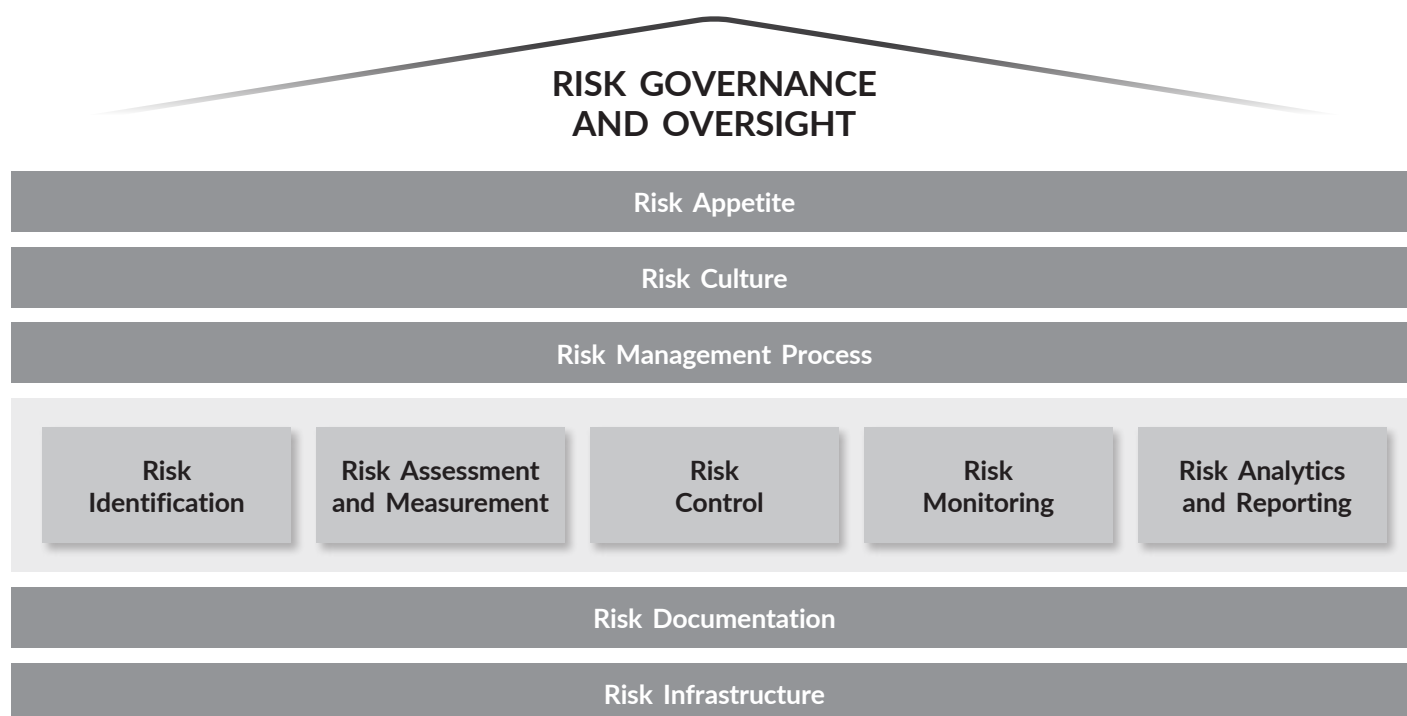 RISK GOVERNANCE
AND OVERSIGHT
Risk Appetite
Risk Culture
Risk Management Process
Risk
Identification
Risk Assessment
and Measurement
Risk
Control
Risk
Monitoring
Risk Analytics
and Reporting
Risk Documentation
Risk Infrastructure